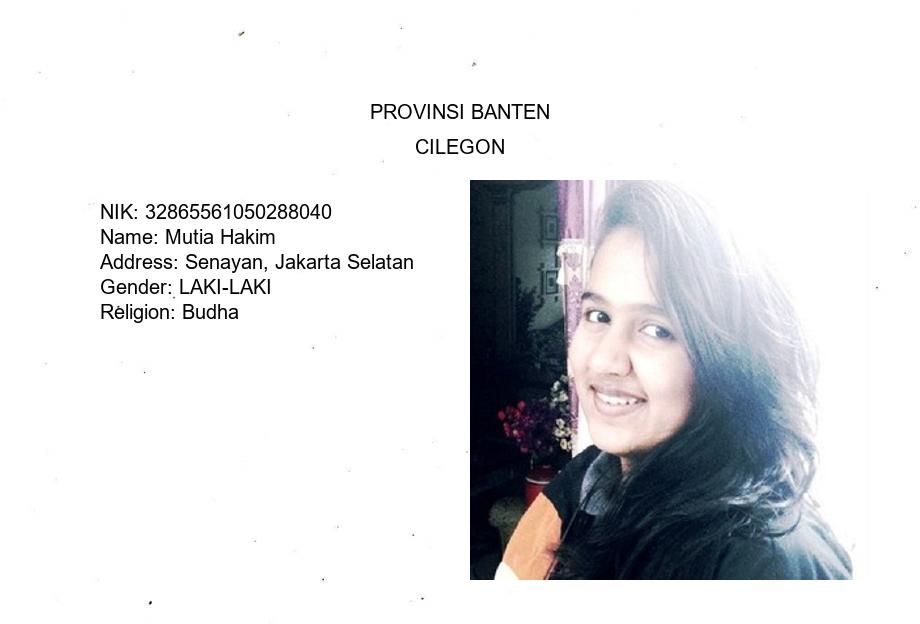 PROVINSI BANTEN
CILEGON
NIK: 32865561050288040
Name: Mutia Hakim
Address: Senayan, Jakarta Selatan
Gender: LAKI-LAKI
Religion: Budha